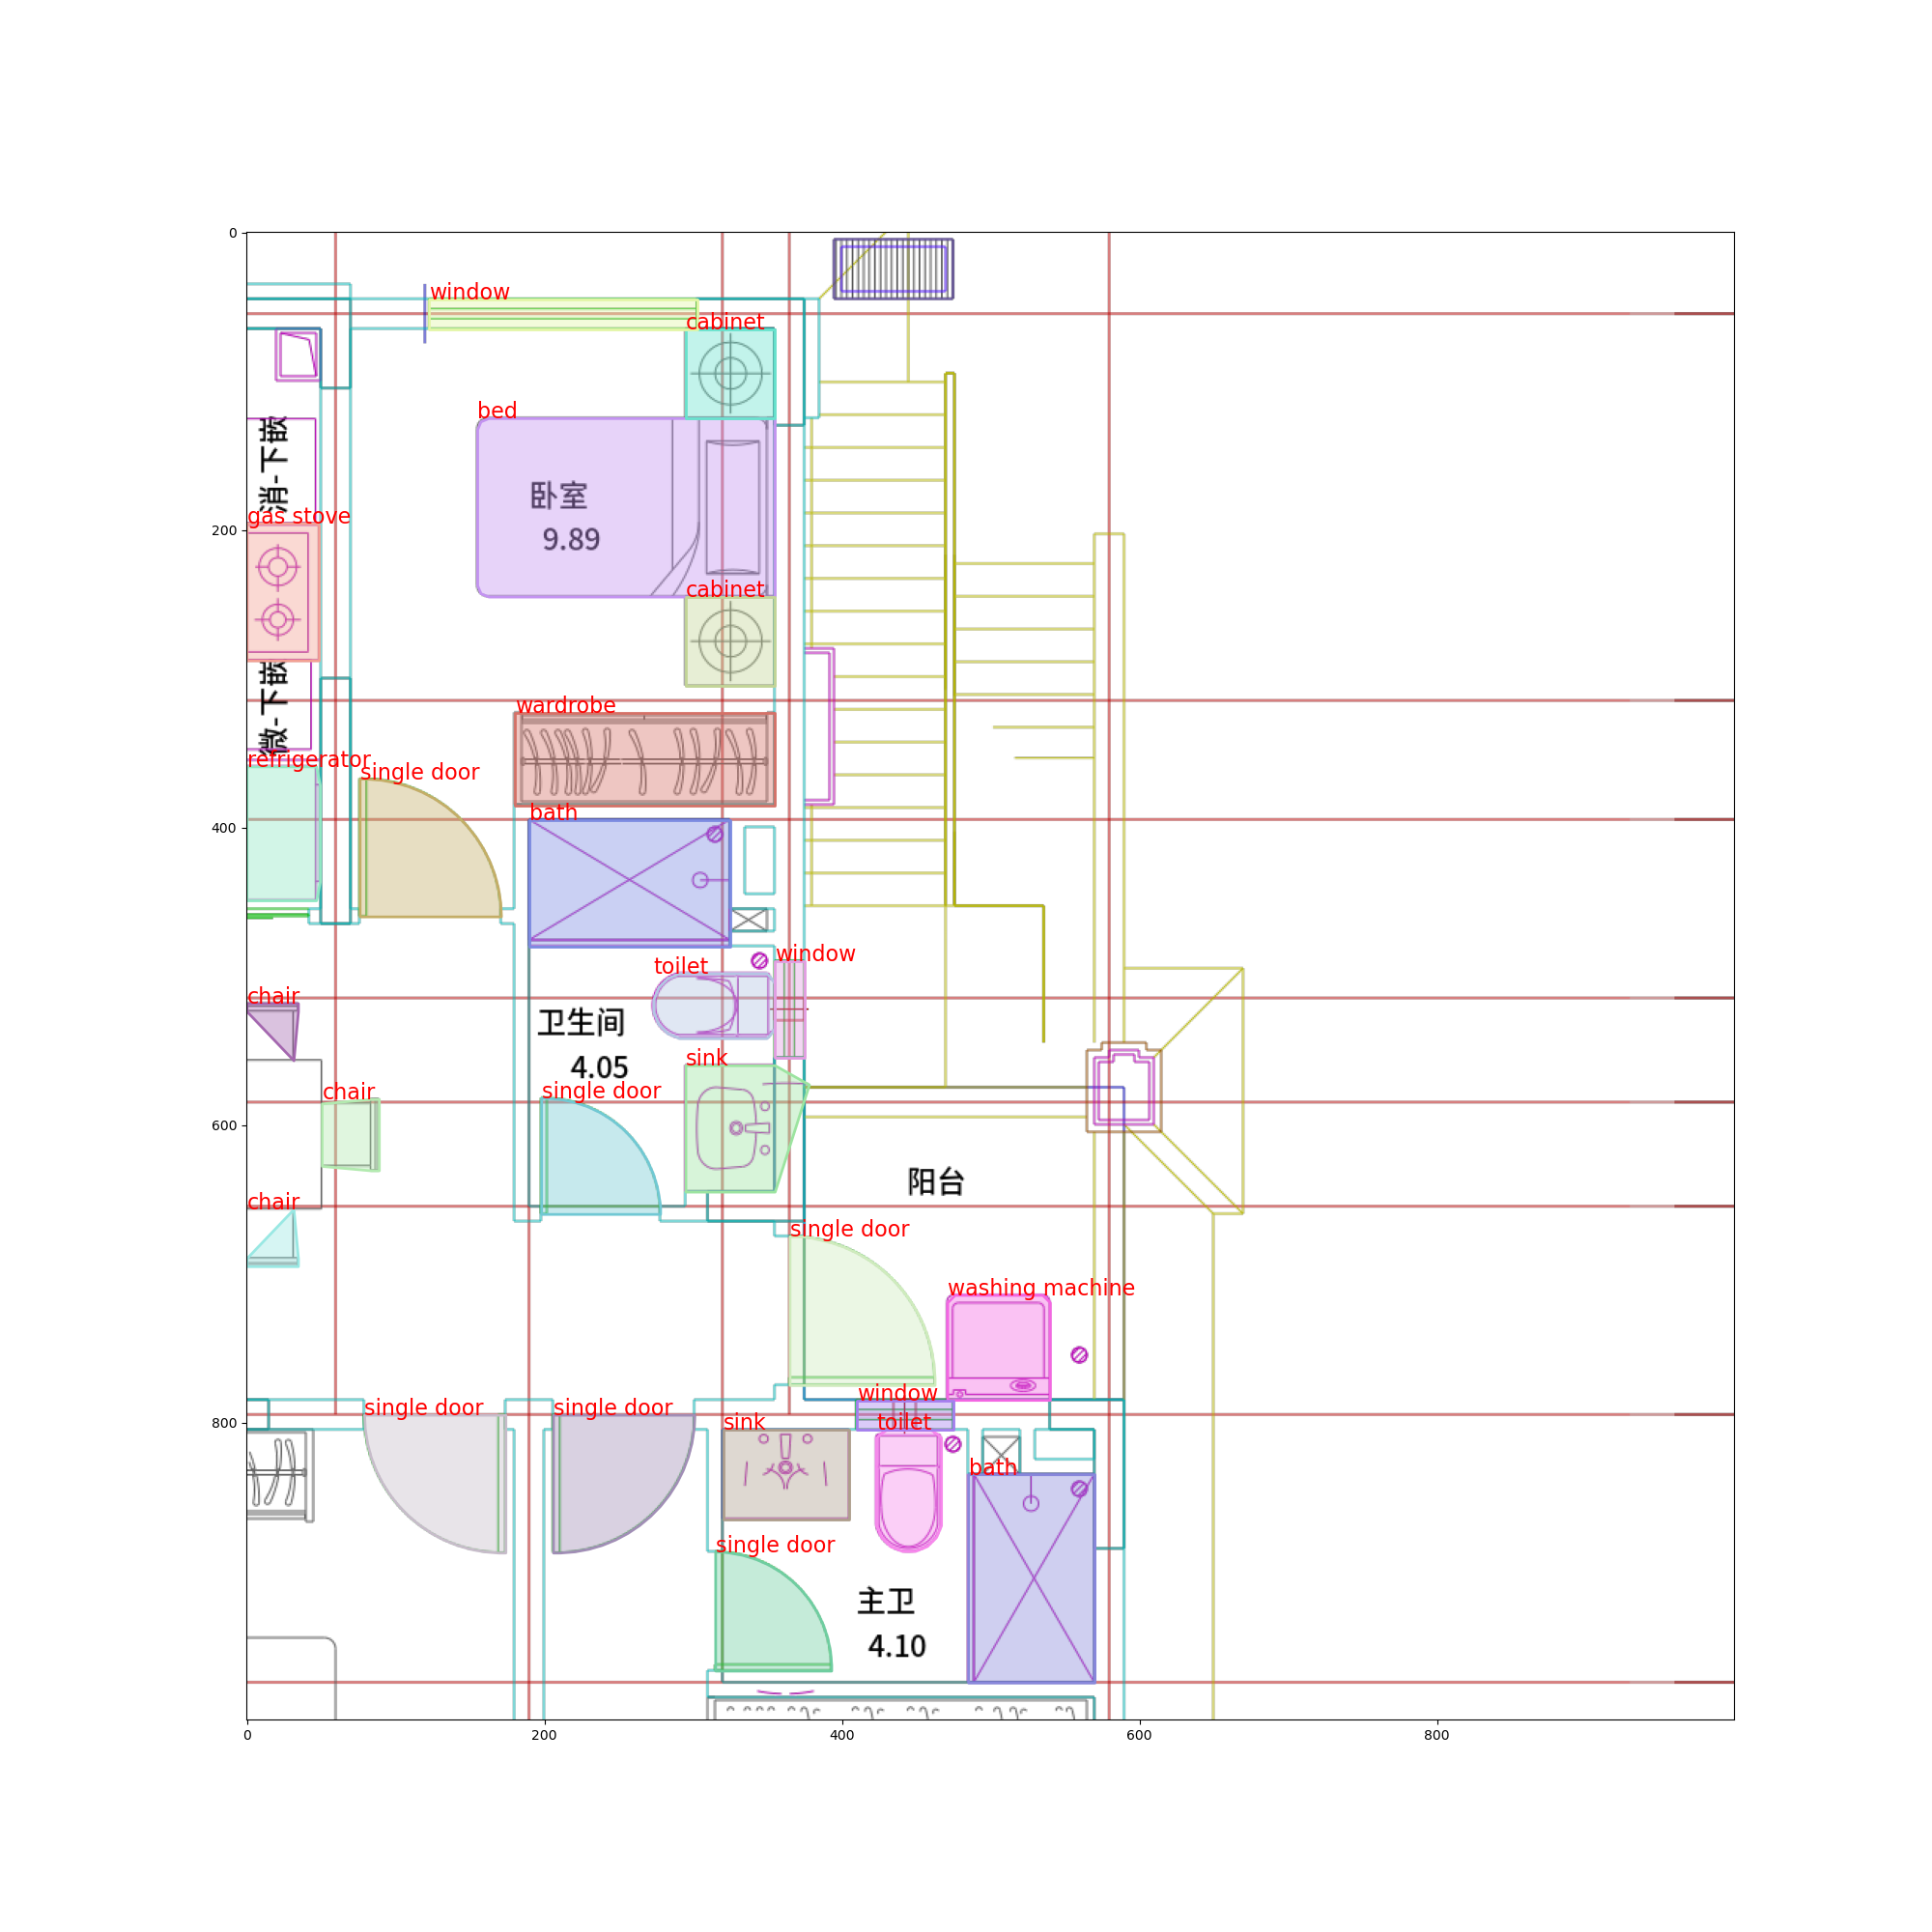 0
window
cabinet
bed
消-下嵌
卧室
9.89
gas stove
200
cabinet
微-下嵌
wardrobe
refrigerator
single door
bath
400
window
toilet
chair
卫生间
sink
4.05
single door
chair
600
阳台
chair
single door
washing machine
window
single door
single door
sink
toilet
800
bath
single door
主卫
4.10
0
200
400
600
800